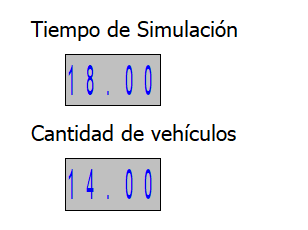 Tiempo de Simulación
18.00
Cantidad de vehículos
14.00